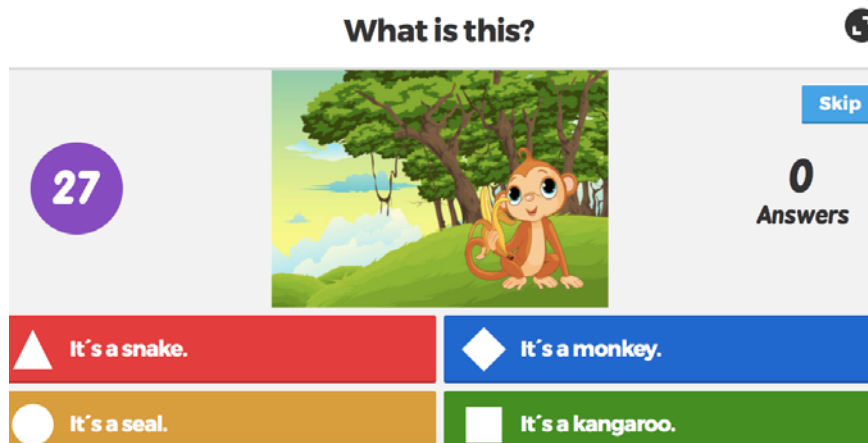 What is this?
Skip
27
0
Answers
It´s a snake.
It´s a monkey.
It´s a seal.
It´s a kangaroo.